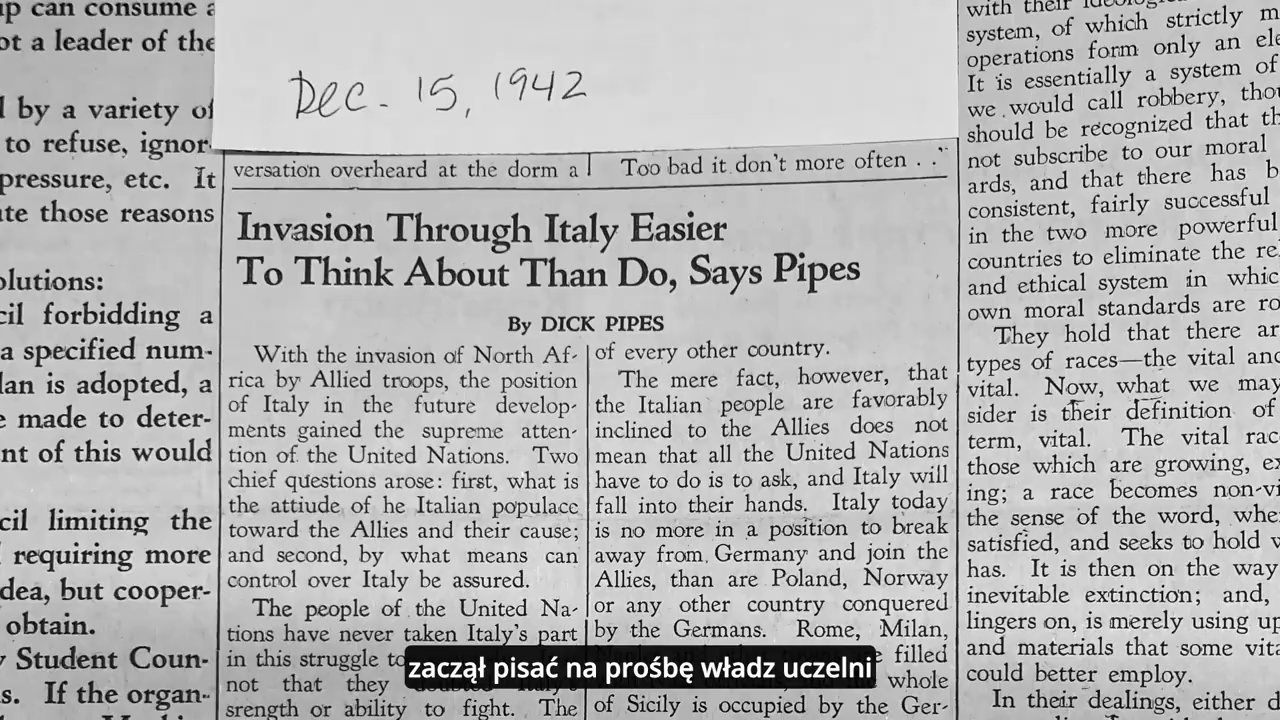 up can consume a
ot a leader of the
l by a variety of
to refuse, ignor-
pressure, etc. It
te those reasons
olutions:
cil forbidding a
a specified num-
lan is adopted, a
e made to deter-
nt of this would
cil limiting the
requiring more
dea, but cooper-
obtain.
y Student Coun-
s. If the organ-
Dec. 15, 1942
versation overheard at the dorm a
Too bad it don't more often . ."
Invasion Through Italy Easier
To Think About Than Do, Says Pipes
By DICK PIPES
With the invasion of North Af-
rica by Allied troops, the position
of Italy in the future develop-
ments gained the supreme atten-
tion of the United Nations. Two
chief questions arose: first, what is
the attiude of he Italian populace
toward the Allies and their cause;
and second, by what means can
control over Italy be assured.
The people of the United Na-
tions have never taken Italy's part
in this struggle to
not that they
srength or ability to fight. The
of every other country.
The mere fact, however, that
the Italian people are favorably
inclined to the Allies does not
mean that all the United Nations
have to do is to ask, and Italy will
fall into their hands. Italy today
is no more in a position to break
away from Germany and join the
Allies, than are Poland, Norway
or any other country conquered
by the Germans. Rome, Milan,
filled
whole
of Sicily is occupied by the Ger-
with their
system, of which strictly m
operations form only an ele
It is essentially a system of
we would call robbery, thou
should be recognized that th
not subscribe to our moral
ards, and that there has b
consistent, fairly successful
in the two more powerful
countries to eliminate the re
and ethical system in whic
own moral standards are ro
They hold that there ar
types of races—the vital and
vital. Now, what we may
sider is their definition of
term, vital. The vital rac
those which are growing, ex
ing; a race becomes non-vi
the sense of the word, whe
satisfied, and seeks to hold w
has. It is then on the way
inevitable extinction; and,
lingers on, is merely using up
and materials that some vita
could better employ.
In their dealings, either d
zaczął pisać na prośbę władz uczelni